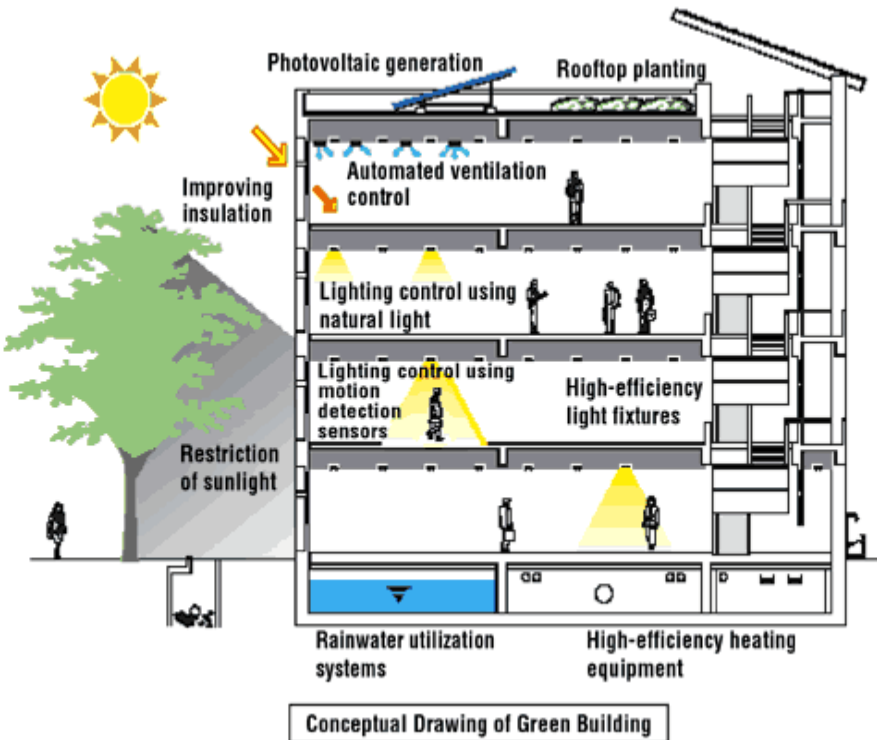 Photovoltaic generation
Rooftop planting
Improving
insulation
Automated ventilation
control
Lighting control using
natural light
Lighting control using
motion
detection
sensors
High-efficiency
light fixtures
Restriction
of sunlight
Rainwater utilization
systems
High-efficiency heating
equipment
Conceptual Drawing of Green Building